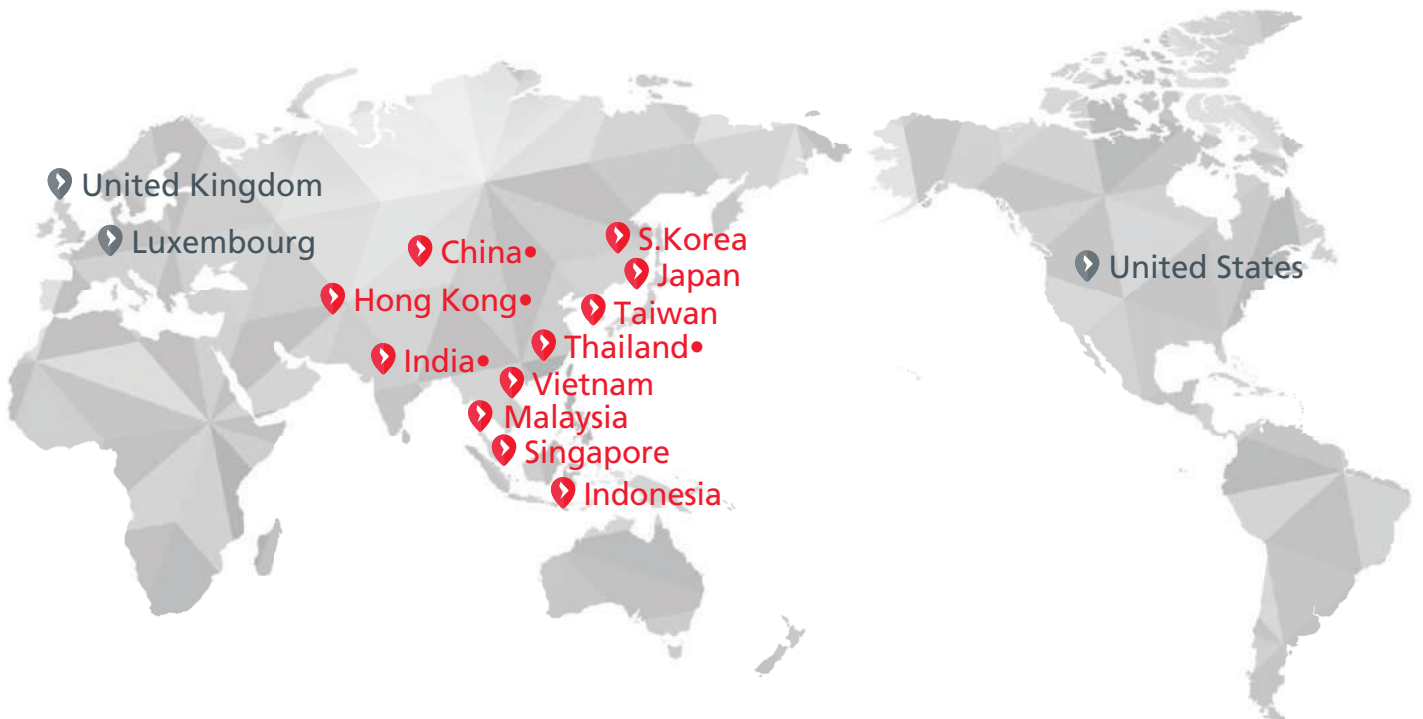 United Kingdom
Luxembourg
China•
S.Korea
United States
Japan
Hong Kong•
Taiwan
Thailand•
India•
Vietnam
Malaysia
Singapore
Indonesia